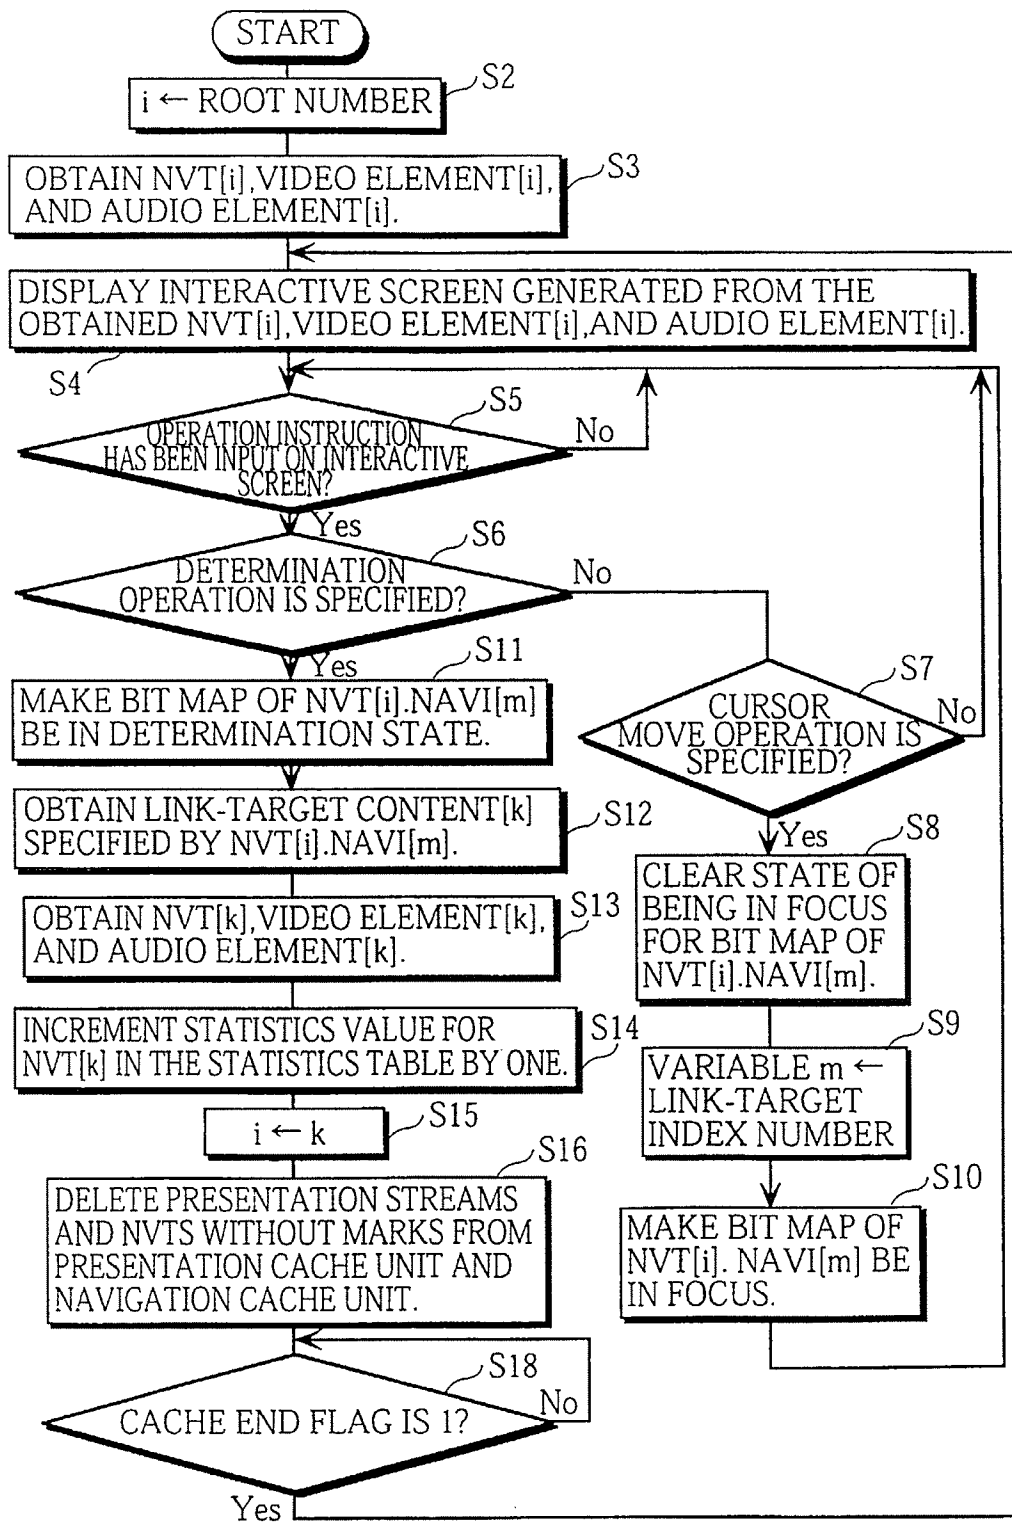 START
S2
i ← ROOT NUMBER
S3
OBTAIN NVT[i],VIDEO ELEMENT[i],
AND AUDIO ELEMENT[i].
DISPLAY INTERACTIVE SCREEN GENERATED FROM THE
OBTAINED NVT[i],VIDEO ELEMENT[i],AND AUDIO ELEMENT[i].
S4
S5
OPERATION INSTRUCTION
HAS BEEN INPUT ON INTERACTIVE
SCREEN?
No
Yes
S6
DETERMINATION
OPERATION IS SPECIFIED?
No
Yes
S7
CURSOR
MOVE OPERATION IS
SPECIFIED?
No
Yes
S8
CLEAR STATE OF
BEING IN FOCUS
FOR BIT MAP OF
NVT[i].NAVI[m].
S9
VARIABLE m ←
LINK-TARGET
INDEX NUMBER
S10
MAKE BIT MAP OF
NVT[i]. NAVI[m] BE
IN FOCUS.
S11
MAKE BIT MAP OF NVT[i].NAVI[m]
BE IN DETERMINATION STATE.
S12
OBTAIN LINK-TARGET CONTENT[k]
SPECIFIED BY NVT[i].NAVI[m].
S13
OBTAIN NVT[k],VIDEO ELEMENT[k],
AND AUDIO ELEMENT[k].
S14
INCREMENT STATISTICS VALUE FOR
NVT[k] IN THE STATISTICS TABLE BY ONE.
S15
i ← k
S16
DELETE PRESENTATION STREAMS
AND NVTS WITHOUT MARKS FROM
PRESENTATION CACHE UNIT AND
NAVIGATION CACHE UNIT.
S18
CACHE END FLAG IS 1?
No
Yes